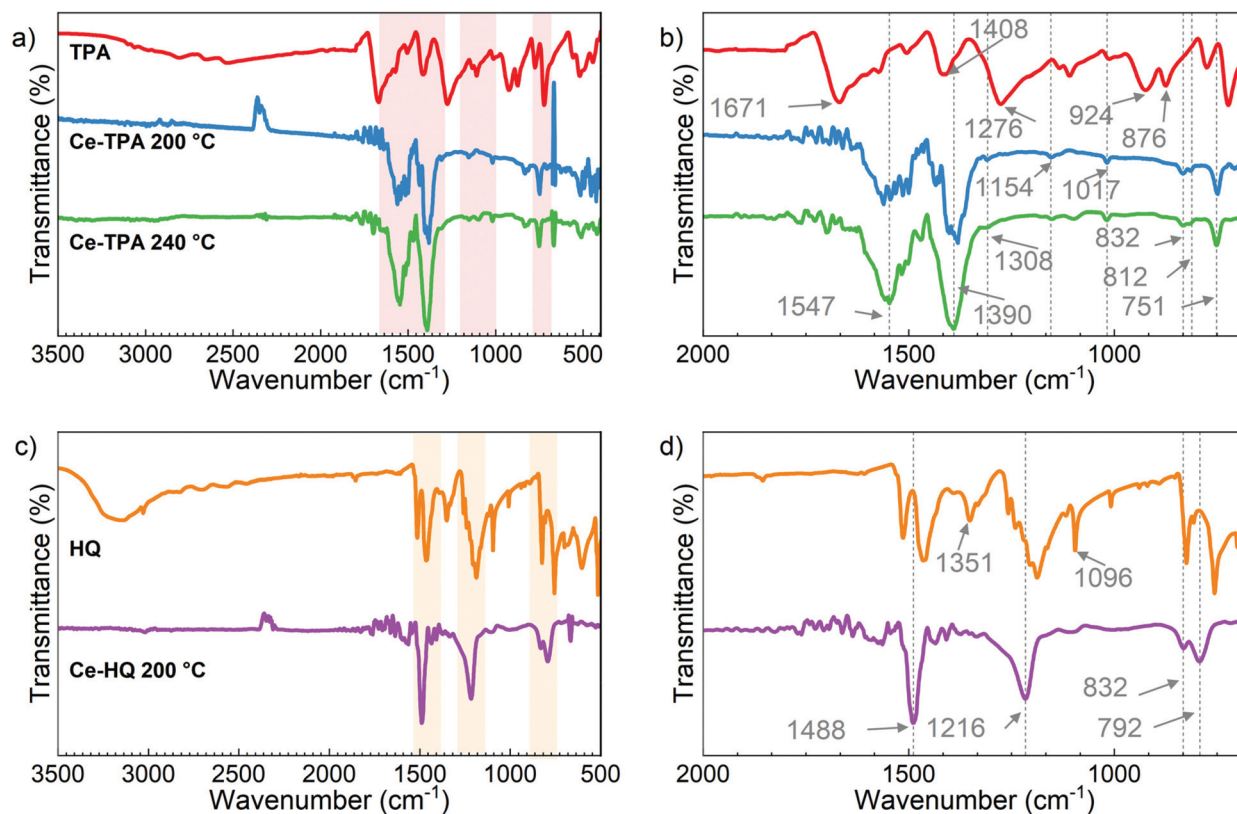 a)
Transmittance (%)
TPA
Ce-TPA 200 °C
Ce-TPA 240 °C
3500 3000 2500 2000 1500 1000 500
Wavenumber (cm⁻¹)
b)
Transmittance (%)
1408
1671
1276
924
876
1154
1017
832
1308
812
1547
1390
751
2000 1500 1000
Wavenumber (cm⁻¹)
c)
Transmittance (%)
HQ
Ce-HQ 200 °C
3500 3000 2500 2000 1500 1000 500
Wavenumber (cm⁻¹)
d)
Transmittance (%)
1351
1096
832
1488
1216
792
2000 1500 1000
Wavenumber (cm⁻¹)